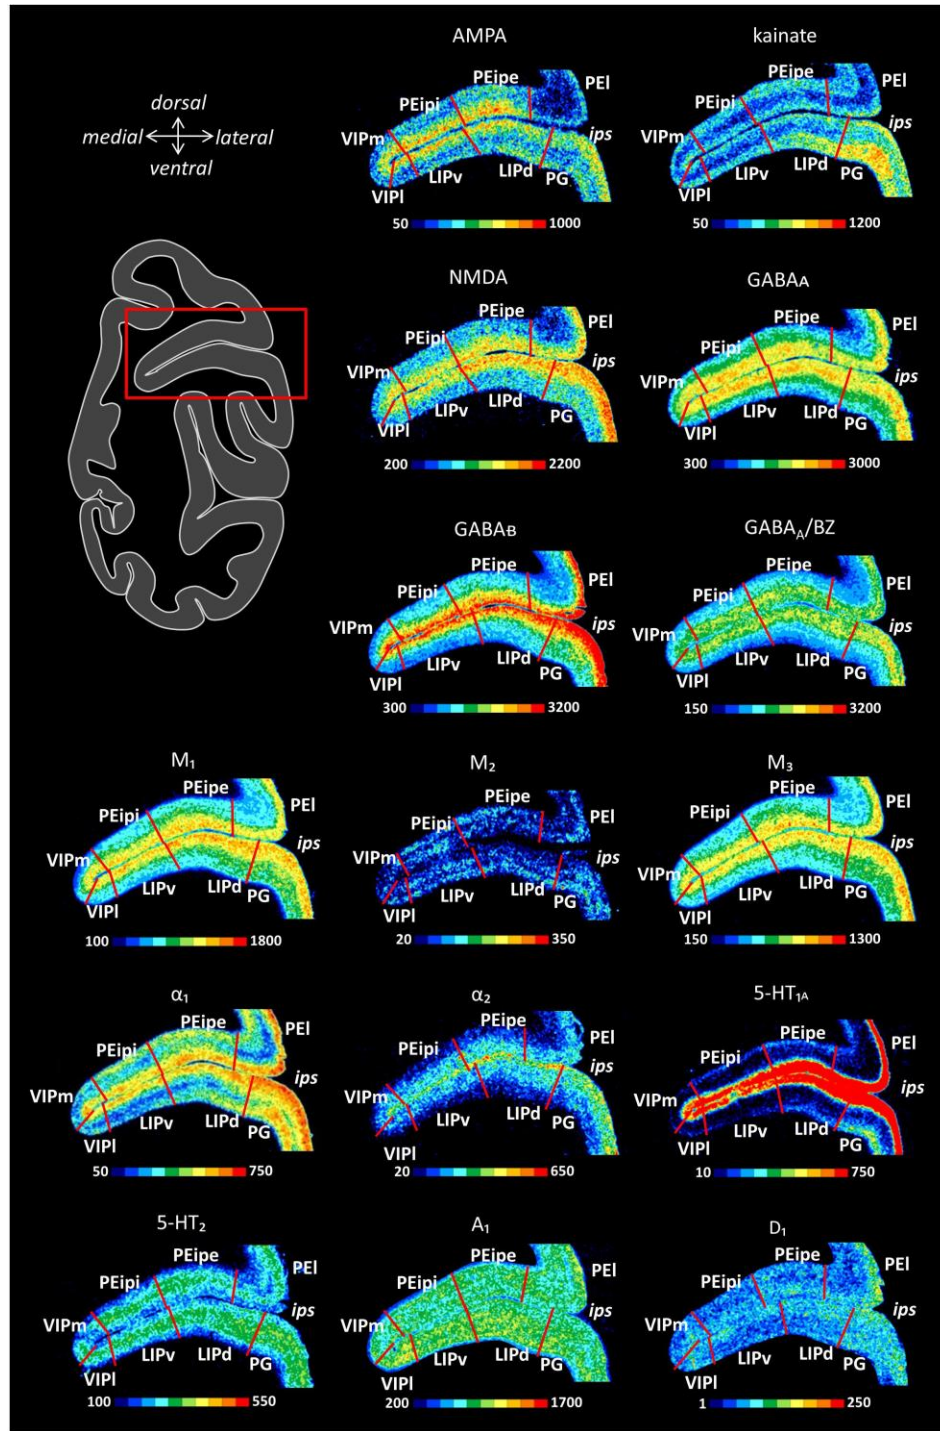 AMPA
kainate
dorsal
medial lateral
ventral
PEipe
PEl
PEipi
VIPm
ips
VIPl
LIPv
LIPd
PG
50 1000
PEipe
PEl
PEipi
VIPm
ips
VIPl
LIPv
LIPd
PG
50 1200
NMDA
GABAA
PEipe
PEl
PEipi
VIPm
ips
VIPl
LIPv
LIPd
PG
200 2200
PEipe
PEl
PEipi
VIPm
ips
VIPl
LIPv
LIPd
PG
300 3000
GABAB
GABAA/BZ
PEipe
PEl
PEipi
VIPm
ips
VIPl
LIPv
LIPd
PG
300 3200
PEipe
PEl
PEipi
VIPm
ips
VIPl
LIPv
LIPd
PG
150 3200
M1
M2
M3
PEipe
PEl
PEipi
VIPm
ips
VIPl
LIPv
LIPd
PG
100 1800
PEipe
PEl
PEipi
VIPm
ips
VIPl
LIPv
LIPd
PG
20 350
PEipe
PEl
PEipi
VIPm
ips
VIPl
LIPv
LIPd
PG
150 1300
α1
α2
5-HT1A
PEipe
PEl
PEipi
VIPm
ips
VIPl
LIPv
LIPd
PG
50 750
PEipe
PEl
PEipi
VIPm
ips
VIPl
LIPv
LIPd
PG
20 650
PEipe
PEl
PEipi
VIPm
ips
VIPl
LIPv
LIPd
PG
10 750
5-HT2
A1
D1
PEipe
PEl
PEipi
VIPm
ips
VIPl
LIPv
LIPd
PG
100 550
PEipe
PEl
PEipi
VIPm
ips
VIPl
LIPv
LIPd
PG
200 1700
PEipe
PEl
PEipi
VIPm
ips
VIPl
LIPv
LIPd
PG
1 250